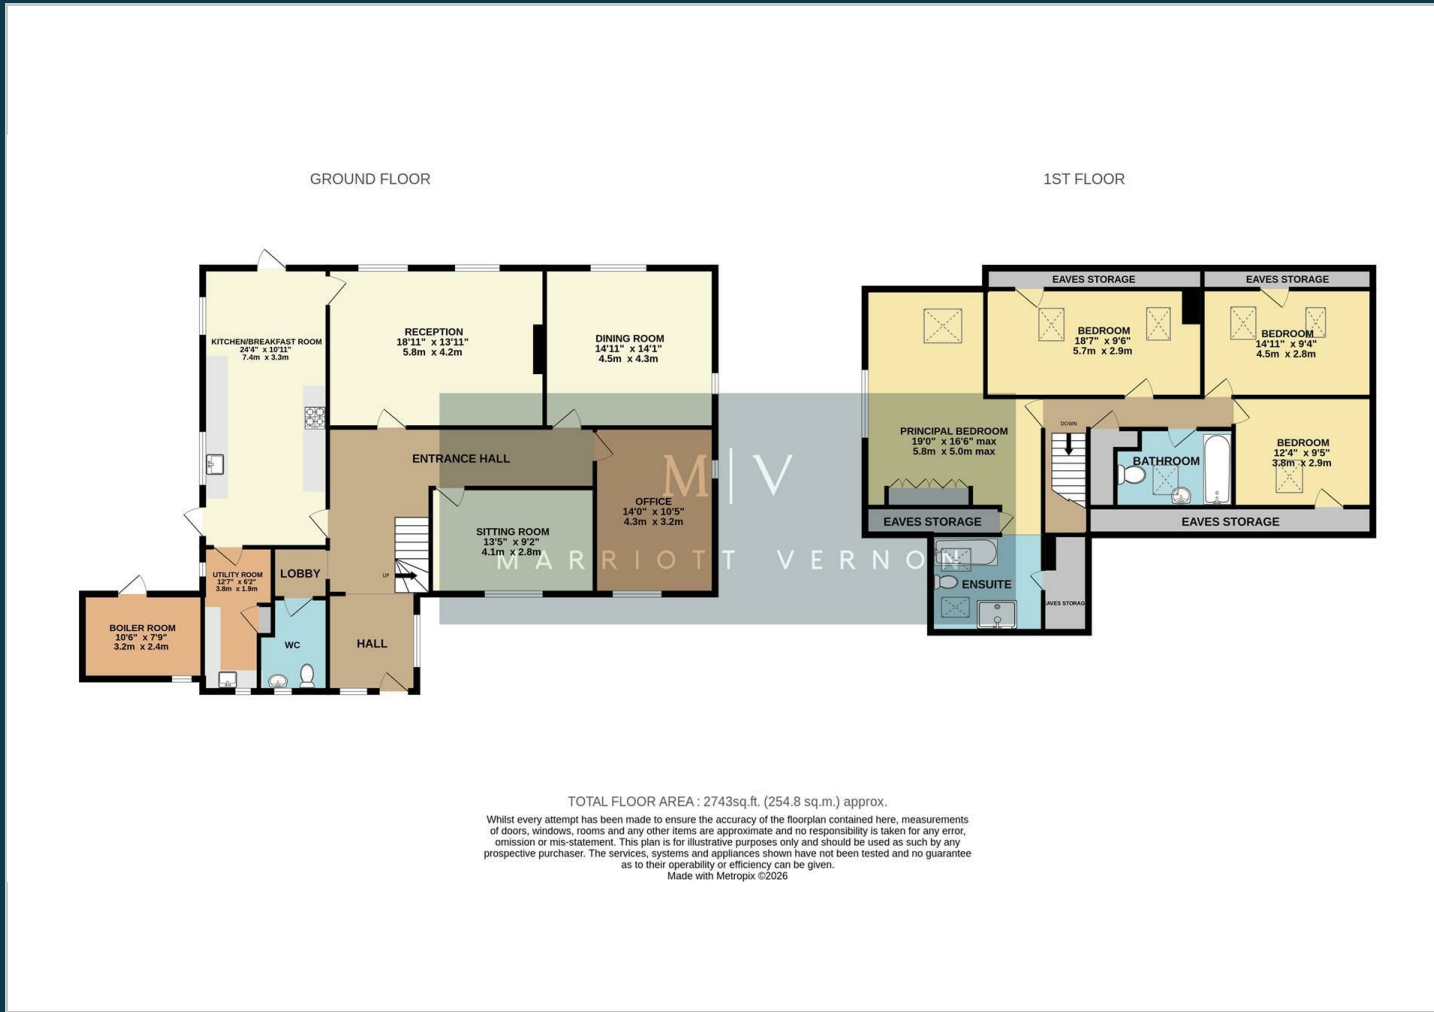 GROUND FLOOR
1ST FLOOR
KITCHEN/BREAKFAST ROOM
24'4" x 10'11"
7.4m x 3.3m
RECEPTION
18'11" x 13'11"
5.8m x 4.2m
DINING ROOM
14'11" x 14'1"
4.5m x 4.3m
ENTRANCE HALL
OFFICE
14'0" x 10'5"
4.3m x 3.2m
SITTING ROOM
13'5" x 9'2"
4.1m x 2.8m
UP
LOBBY
UTILITY ROOM
12'7" x 6'2"
3.8m x 1.9m
BOILER ROOM
10'6" x 7'9"
3.2m x 2.4m
WC
HALL
EAVES STORAGE
EAVES STORAGE
BEDROOM
18'7" x 9'6"
5.7m x 2.9m
BEDROOM
14'11" x 9'4"
4.5m x 2.8m
PRINCIPAL BEDROOM
19'0" x 16'6" max
5.8m x 5.0m max
DOWN
BATHROOM
BEDROOM
12'4" x 9'5"
3.8m x 2.9m
EAVES STORAGE
EAVES STORAGE
ENSUITE
EAVES STORAGE
M|V
MARRIOTT VERNON
TOTAL FLOOR AREA : 2743sq.ft. (254.8 sq.m.) approx.
Whilst every attempt has been made to ensure the accuracy of the floorplan contained here, measurements
of doors, windows, rooms and any other items are approximate and no responsibility is taken for any error,
omission or mis-statement. This plan is for illustrative purposes only and should be used as such by any
prospective purchaser. The services, systems and appliances shown have not been tested and no guarantee
as to their operability or efficiency can be given.
Made with Metropix ©2026